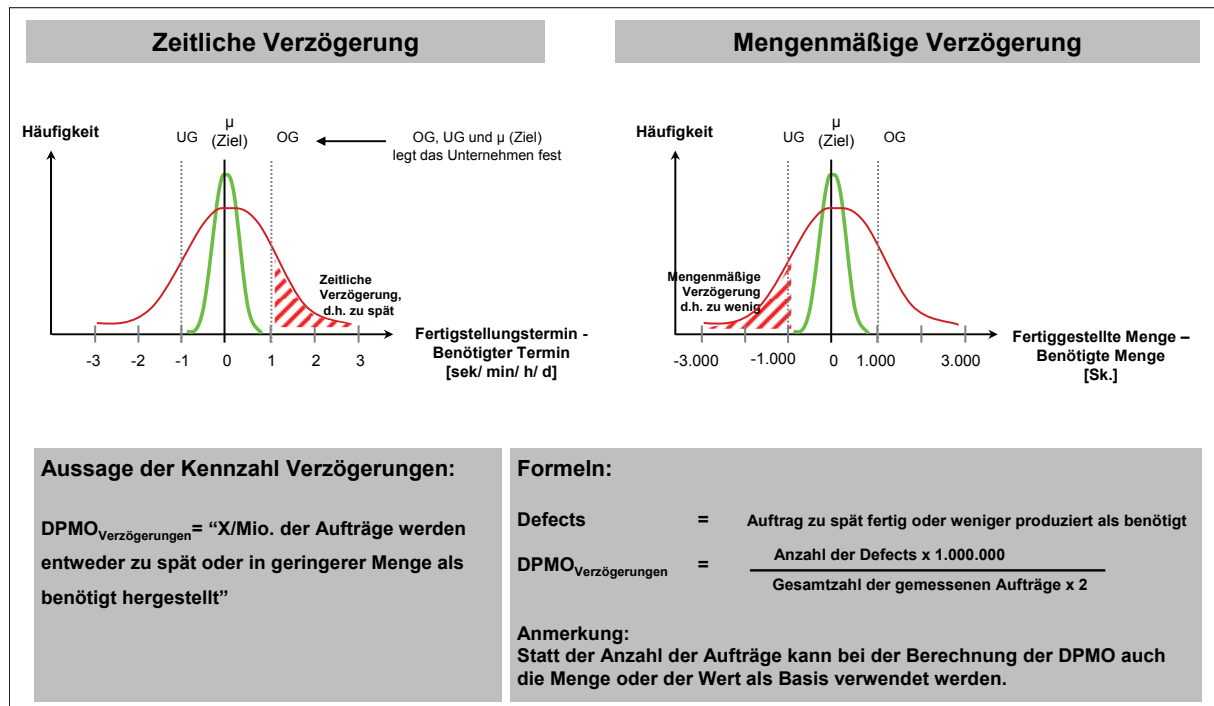 Zeitliche Verzögerung
Häufigkeit
UG
µ
(Ziel)
OG
OG, UG und µ (Ziel)
legt das Unternehmen fest
Zeitliche
Verzögerung,
d.h. zu spät
-3 -2 -1 0 1 2 3
Fertigstellungstermin -
Benötigter Termin
[sek/ min/ h/ d]
Mengenmäßige Verzögerung
Häufigkeit
UG
µ
(Ziel)
OG
Mengenmäßige
Verzögerung
d.h. zu wenig
-3.000 -1.000 0 1.000 3.000
Fertiggestellte Menge –
Benötigte Menge
[Sk.]
Aussage der Kennzahl Verzögerungen:
DPMOVerzögerungen= “X/Mio. der Aufträge werden
entweder zu spät oder in geringerer Menge als
benötigt hergestellt”
Formeln:
Defects = Auftrag zu spät fertig oder weniger produziert als benötigt
DPMOVerzögerungen = Anzahl der Defects x 1.000.000
Gesamtzahl der gemessenen Aufträge x 2
Anmerkung:
Statt der Anzahl der Aufträge kann bei der Berechnung der DPMO auch
die Menge oder der Wert als Basis verwendet werden.